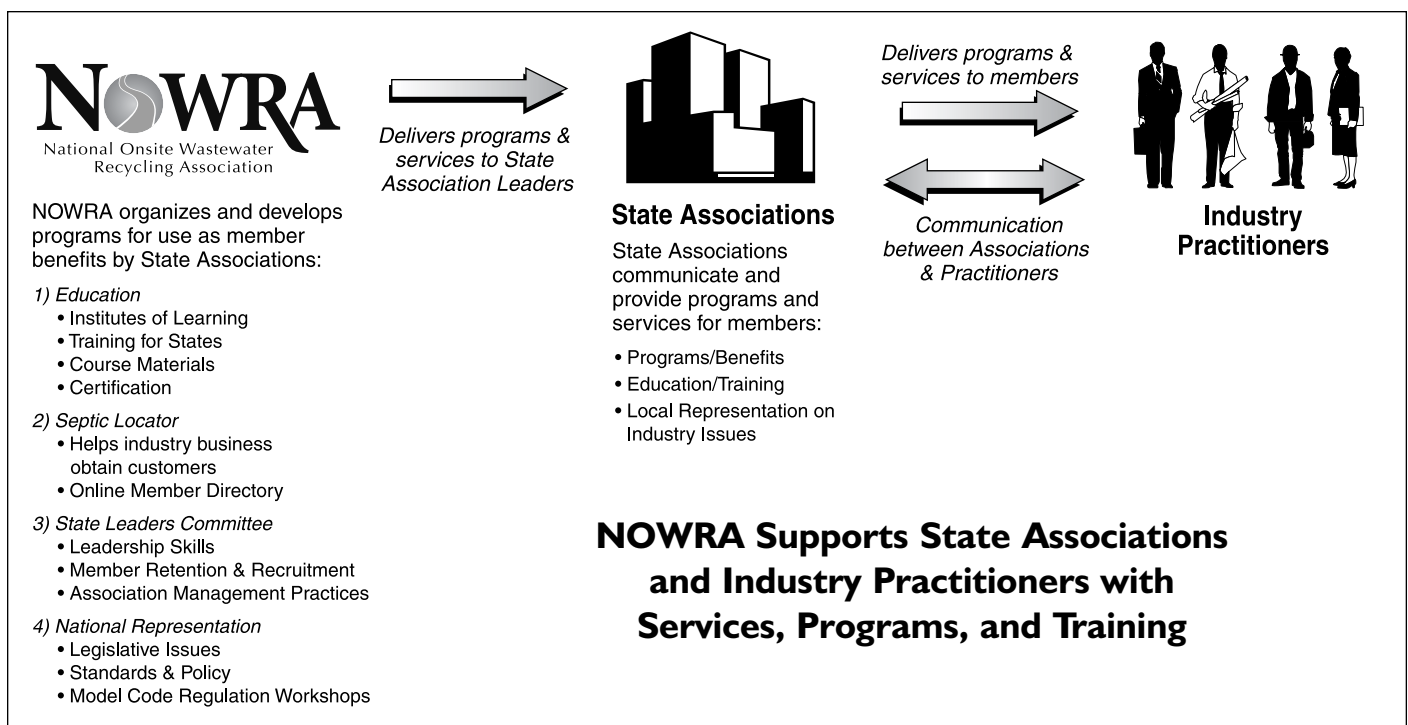 NOWRA
National Onsite Wastewater
Recycling Association
NOWRA organizes and develops
programs for use as member
benefits by State Associations:
1) Education
• Institutes of Learning
• Training for States
• Course Materials
• Certification
2) Septic Locator
• Helps industry business
obtain customers
• Online Member Directory
3) State Leaders Committee
• Leadership Skills
• Member Retention & Recruitment
• Association Management Practices
4) National Representation
• Legislative Issues
• Standards & Policy
• Model Code Regulation Workshops
Delivers programs &
services to State
Association Leaders
State Associations
State Associations
communicate and
provide programs and
services for members:
• Programs/Benefits
• Education/Training
• Local Representation on
Industry Issues
Delivers programs &
services to members
Communication
between Associations
& Practitioners
Industry
Practitioners
NOWRA Supports State Associations
and Industry Practitioners with
Services, Programs, and Training